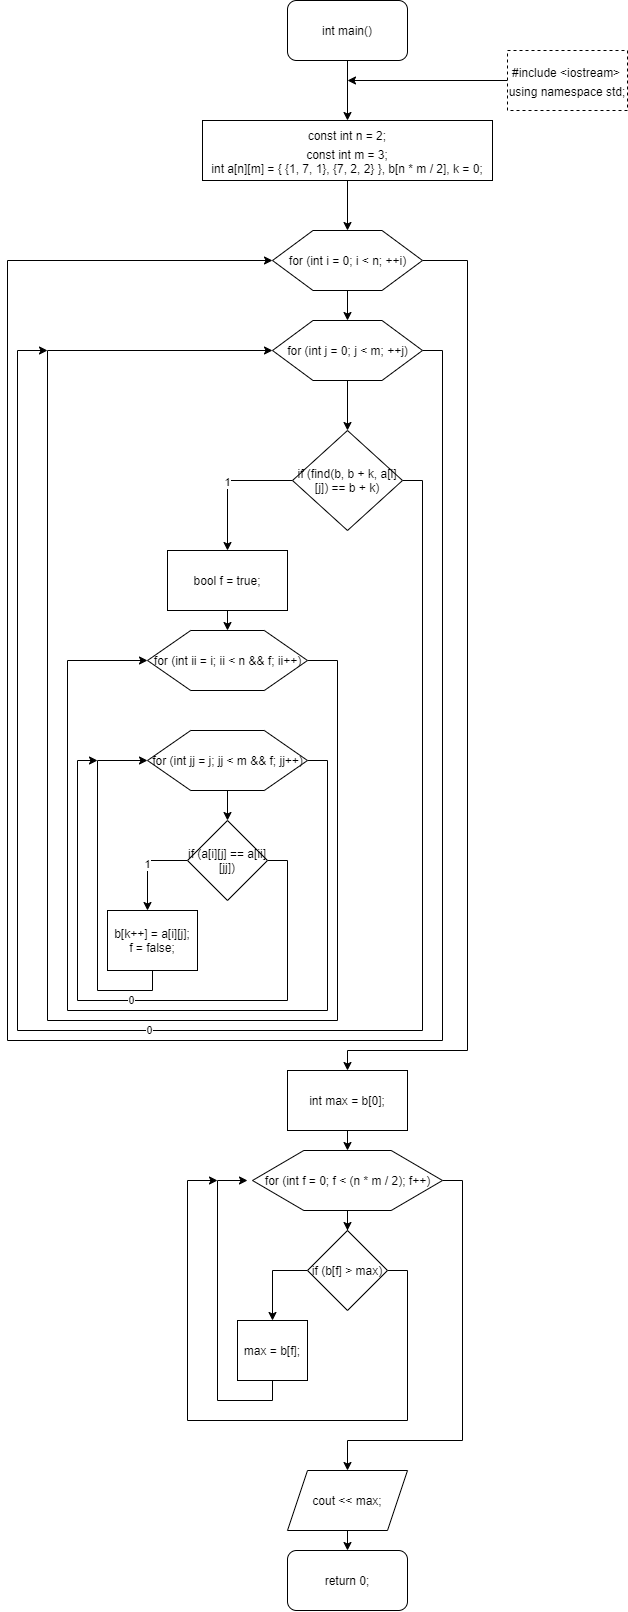 int main()
#include <iostream>
using namespace std;
const int n = 2;
const int m = 3;
int a[n][m] = { {1, 7, 1}, {7, 2, 2} }, b[n * m / 2], k = 0;
for (int i = 0; i < n; ++i)
for (int j = 0; j < m; ++j)
if (find(b, b + k, a[i]
[j]) == b + k)
1
bool f = true;
for (int ii = i; ii < n && f; ii++)
for (int jj = j; jj < m && f; jj++)
if (a[i][j] == a[ii]
[jj])
1
b[k++] = a[i][j];
f = false;
0
0
int max = b[0];
for (int f = 0; f < (n * m / 2); f++)
if (b[f] > max)
max = b[f];
cout << max;
return 0;